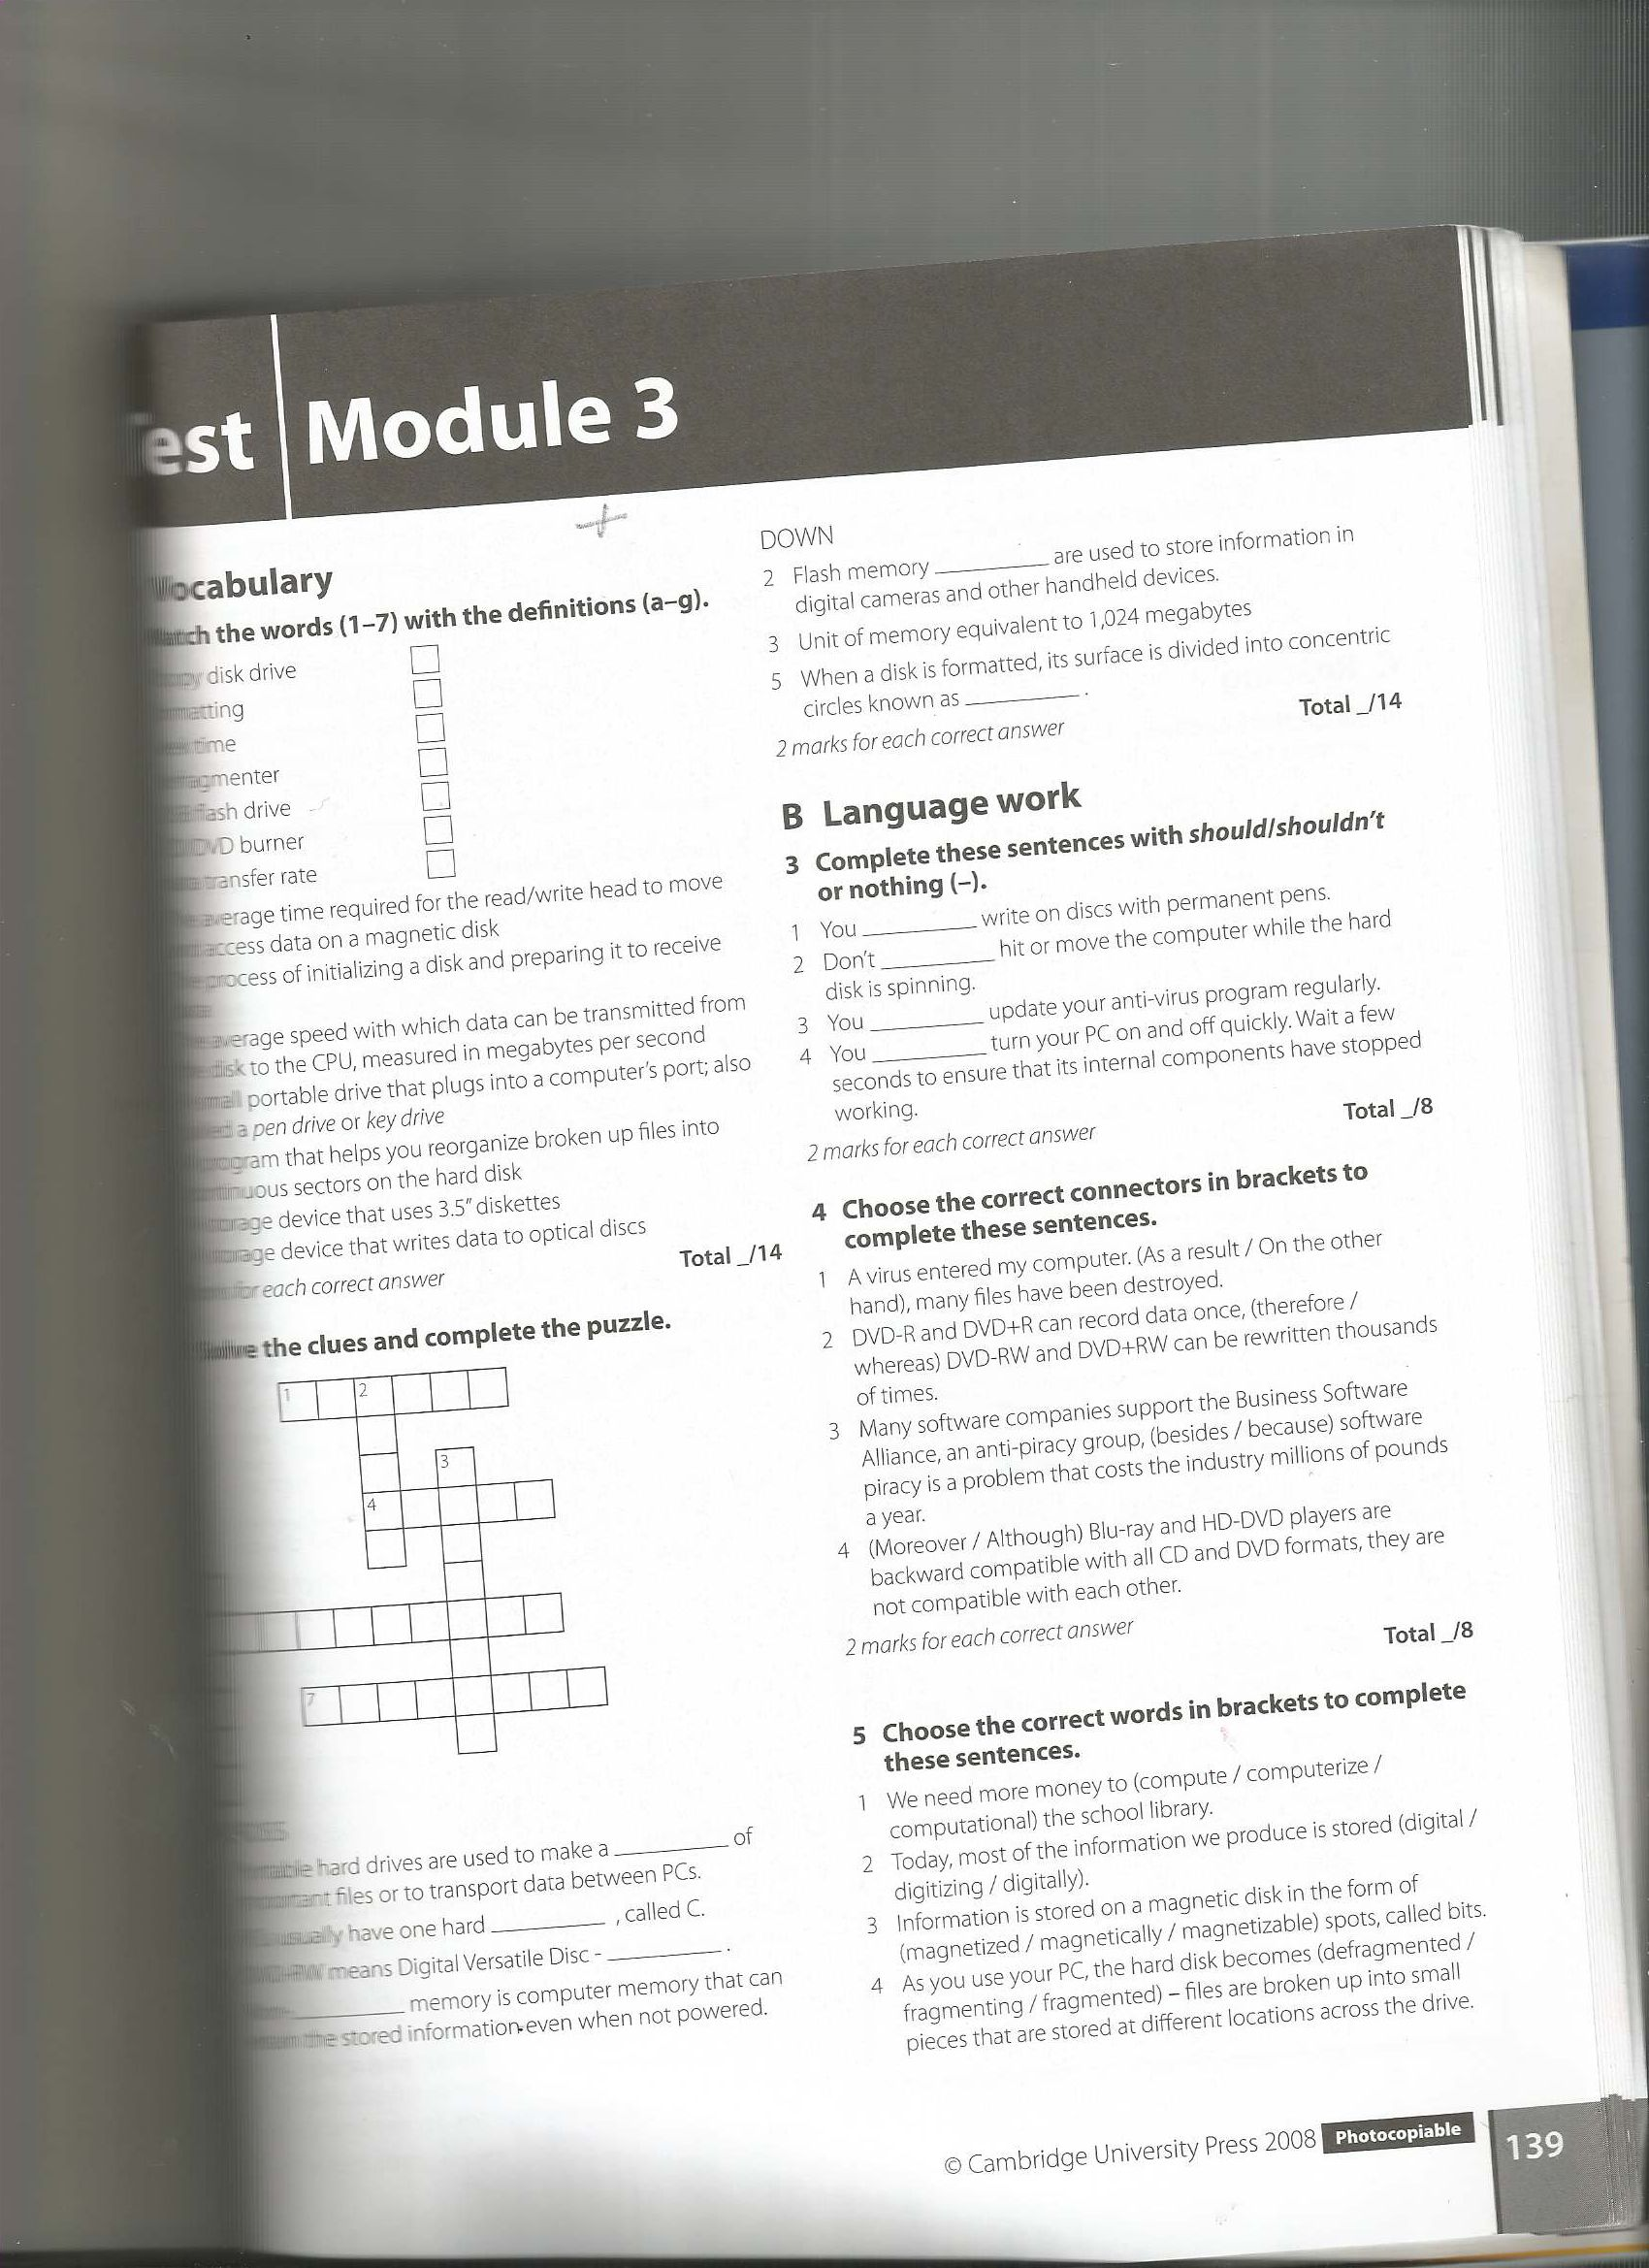 est Module 3
Vocabulary
the words (1–7) with the definitions (a–g).
disk drive
time
flash drive
DVD burner
transfer rate
average time required for the read/write head to move
access data on a magnetic disk
process of initializing a disk and preparing it to receive
average speed with which data can be transmitted from
disk to the CPU, measured in megabytes per second
small portable drive that plugs into a computer's port; also
a pen drive or key drive
program that helps you reorganize broken up files into
sectors on the hard disk
device that uses 3.5" diskettes
device that writes data to optical discs
Total _/14
for each correct answer
the clues and complete the puzzle.
1
2
3
4
7
hard drives are used to make a __________ of
files or to transport data between PCs.
usually have one hard __________ , called C.
means Digital Versatile Disc - __________ .
__________ memory is computer memory that can
the stored information even when not powered.
DOWN
2 Flash memory __________ are used to store information in
digital cameras and other handheld devices.
3 Unit of memory equivalent to 1,024 megabytes
5 When a disk is formatted, its surface is divided into concentric
circles known as __________ .
Total _/14
2 marks for each correct answer
B Language work
3 Complete these sentences with should/shouldn't
or nothing (–).
1 You __________ write on discs with permanent pens.
2 Don't __________ hit or move the computer while the hard
disk is spinning.
3 You __________ update your anti-virus program regularly.
4 You __________ turn your PC on and off quickly. Wait a few
seconds to ensure that its internal components have stopped
working.
Total _/8
2 marks for each correct answer
4 Choose the correct connectors in brackets to
complete these sentences.
1 A virus entered my computer. (As a result / On the other
hand), many files have been destroyed.
2 DVD-R and DVD+R can record data once, (therefore /
whereas) DVD-RW and DVD+RW can be rewritten thousands
of times.
3 Many software companies support the Business Software
Alliance, an anti-piracy group, (besides / because) software
piracy is a problem that costs the industry millions of pounds
a year.
4 (Moreover / Although) Blu-ray and HD-DVD players are
backward compatible with all CD and DVD formats, they are
not compatible with each other.
2 marks for each correct answer
Total _/8
5 Choose the correct words in brackets to complete
these sentences.
1 We need more money to (compute / computerize /
computational) the school library.
2 Today, most of the information we produce is stored (digital /
digitizing / digitally).
3 Information is stored on a magnetic disk in the form of
(magnetized / magnetically / magnetizable) spots, called bits.
4 As you use your PC, the hard disk becomes (defragmented /
fragmenting / fragmented) – files are broken up into small
pieces that are stored at different locations across the drive.
© Cambridge University Press 2008 Photocopiable 139